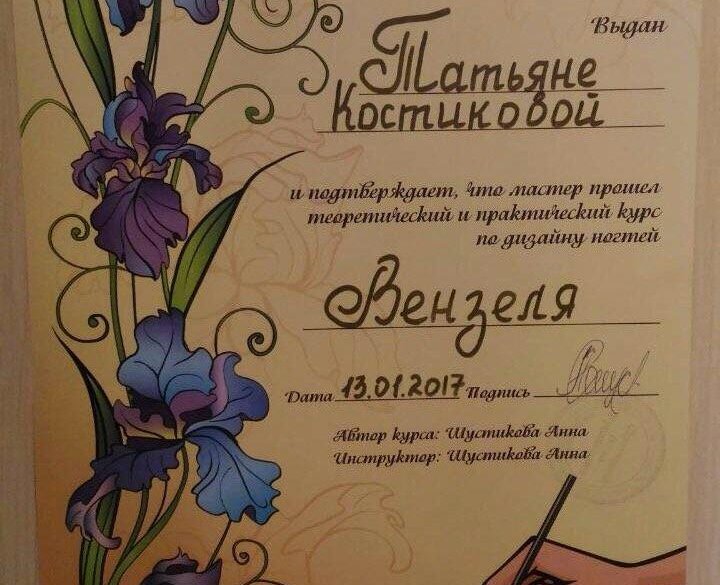 Выдан
Татьяне
Костиковой
и подтверждает, что мастер прошел
теоретический и практический курс
по дизайну ногтей
Вензеля
Дата 13.01.2017 Подпись
Автор курса: Шустикова Анна
Инструктор: Шустикова Анна